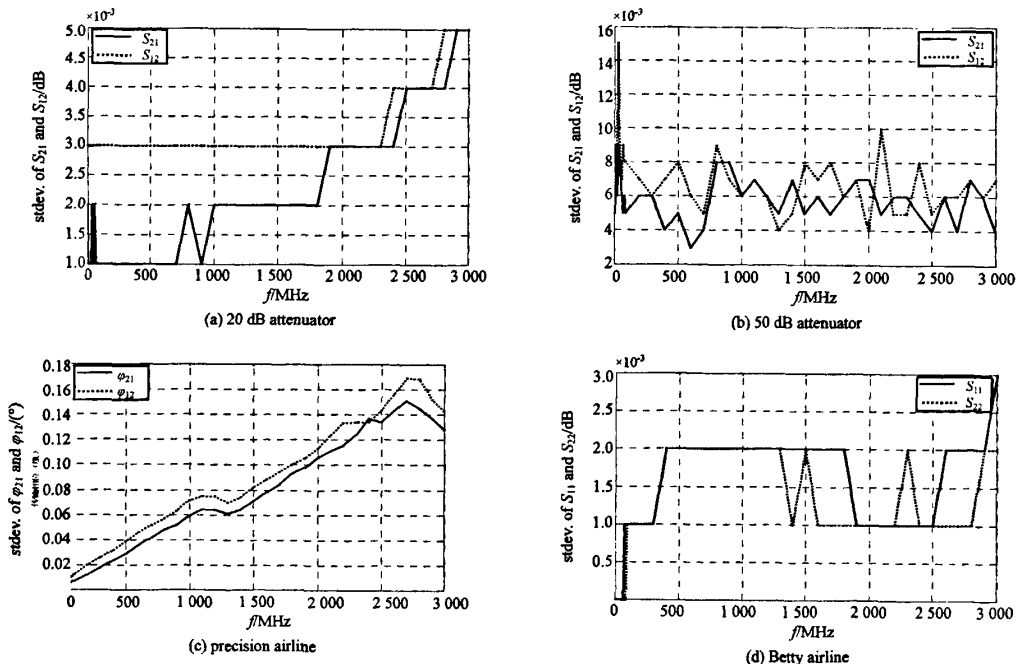 ×10⁻³
5.0
4.5
4.0
3.5
3.0
2.5
2.0
1.5
1.0
stdev. of S₂₁ and S₁₂/dB
S₂₁
S₁₂
0 500 1 000 1 500 2 000 2 500 3 000
f/MHz
(a) 20 dB attenuator
×10⁻³
16
14
12
10
8
6
4
2
stdev. of S₂₁ and S₁₂/dB
S₂₁
S₁₂
0 500 1 000 1 500 2 000 2 500 3 000
f/MHz
(b) 50 dB attenuator
0.18
0.16
0.14
0.12
0.10
0.08
0.06
0.04
0.02
stdev. of φ₂₁ and φ₁₂/(°)
φ₂₁
φ₁₂
0 500 1 000 1 500 2 000 2 500 3 000
f/MHz
(c) precision airline
×10⁻³
3.0
2.5
2.0
1.5
1.0
0.5
stdev. of S₁₁ and S₂₂/dB
S₁₁
S₂₂
0 500 1 000 1 500 2 000 2 500 3 000
f/MHz
(d) Betty airline